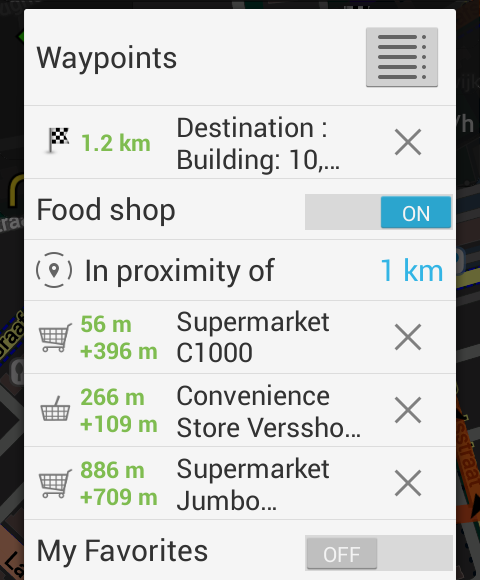 Waypoints
1.2 km
Destination :
Building: 10,...
Food shop
ON
In proximity of
1 km
56 m
+396 m
Supermarket
C1000
266 m
+109 m
Convenience
Store Verssho...
886 m
+709 m
Supermarket
Jumbo...
My Favorites
OFF